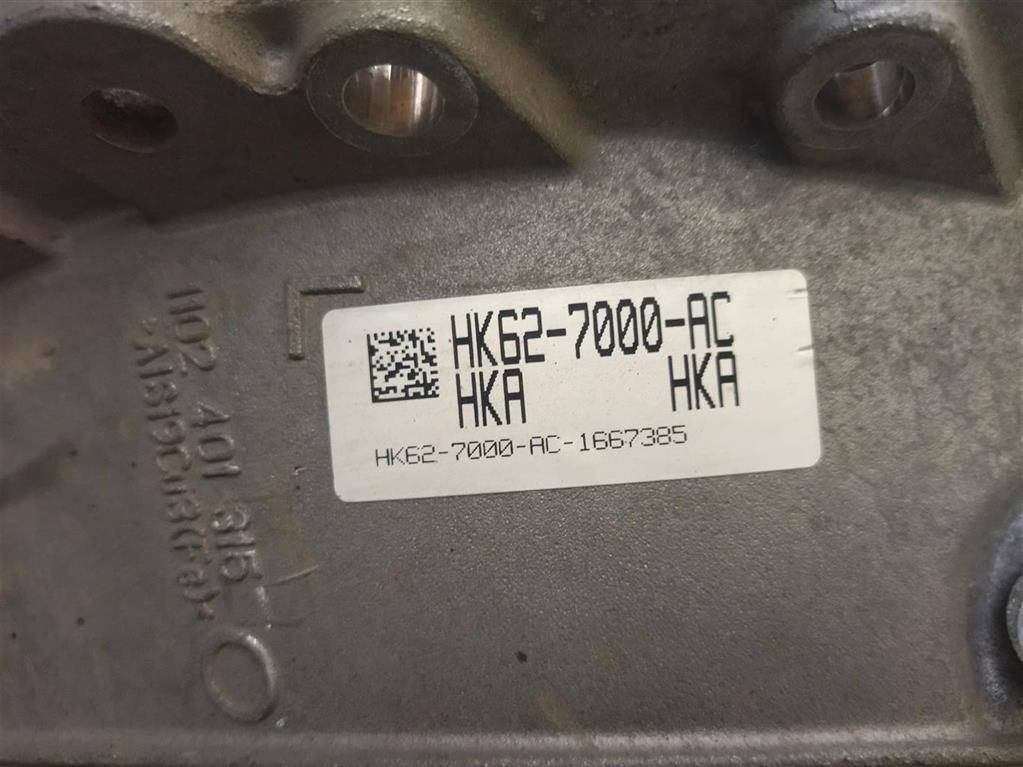 HK62-7000-AC
HKA HKA
HK62-7000-AC-1667385
1102 401 315
>AlSi9Cu3(Fe)<